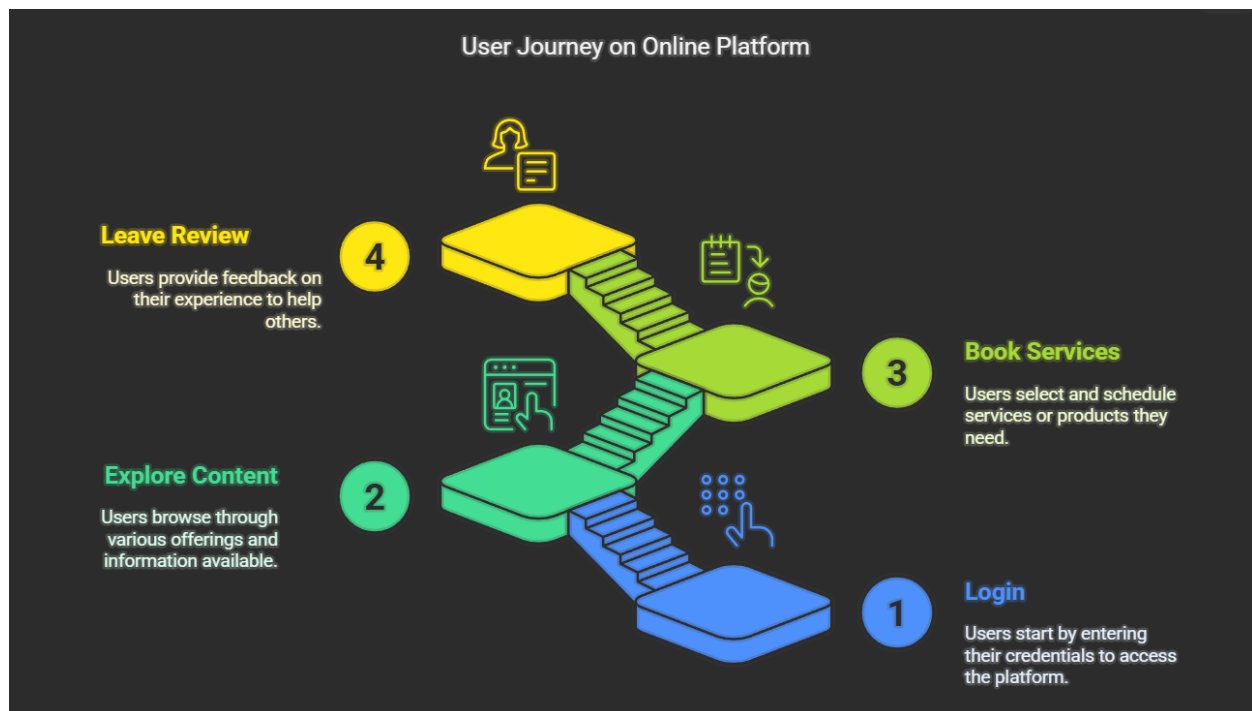 User Journey on Online Platform
Leave Review
4
Users provide feedback on
their experience to help
others.
3
Book Services
Users select and schedule
services or products they
need.
Explore Content
2
Users browse through
various offerings and
information available.
1
Login
Users start by entering
their credentials to access
the platform.